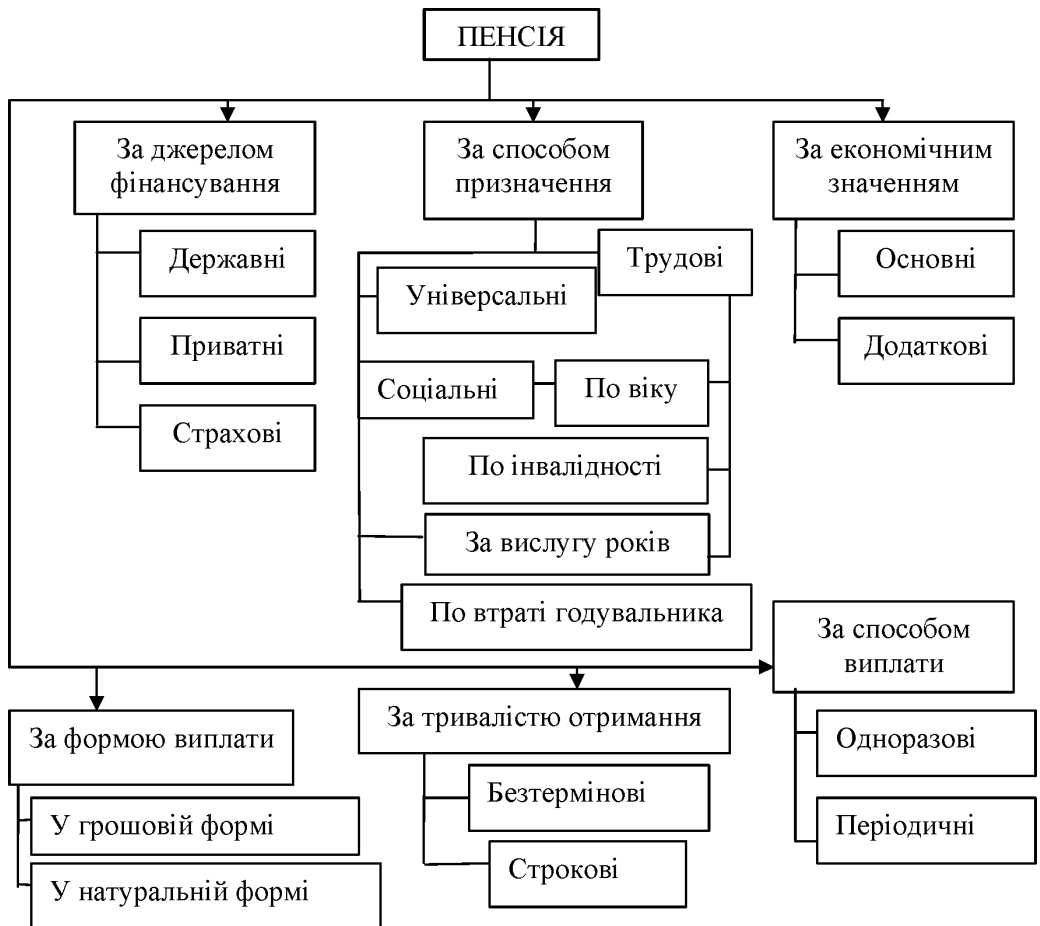 ПЕНСІЯ
За джерелом
фінансування
За способом
призначення
За економічним
значенням
Державні
Приватні
Страхові
Трудові
Універсальні
Соціальні
По віку
По інвалідності
За вислугу років
По втраті годувальника
Основні
Додаткові
За формою виплати
У грошовій формі
У натуральній формі
За тривалістю отримання
Безтермінові
Строкові
За способом
виплати
Одноразові
Періодичні